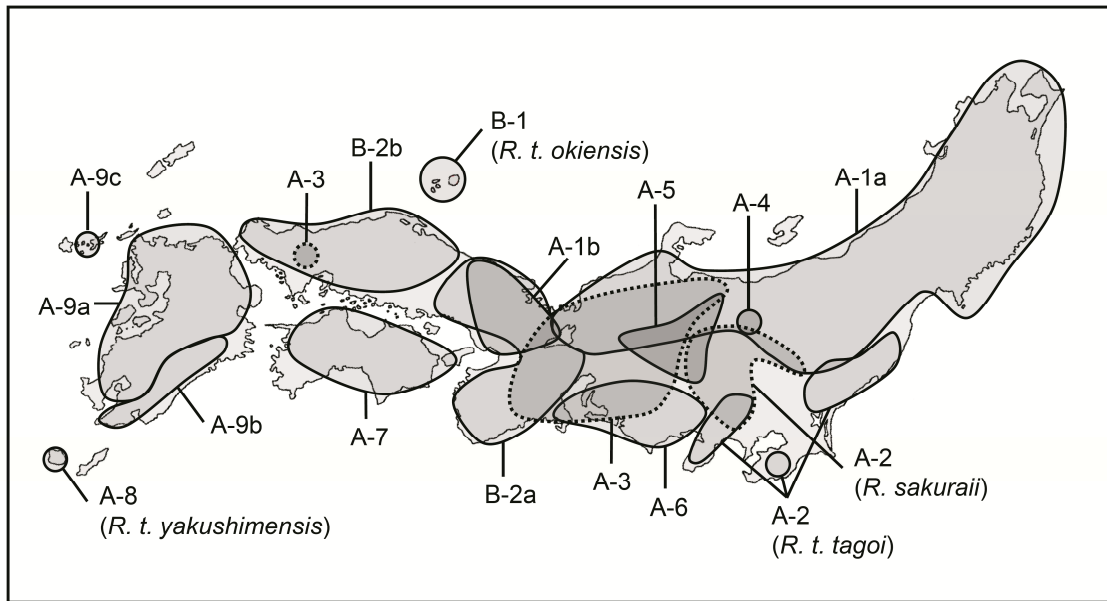 B-1
(R. t. okiensis)
B-2b
A-9c
A-3
A-5
A-4
A-1a
A-1b
A-9a
A-9b
A-7
A-8
(R. t. yakushimensis)
B-2a
A-3
A-6
A-2
(R. sakuraii)
A-2
(R. t. tagoi)